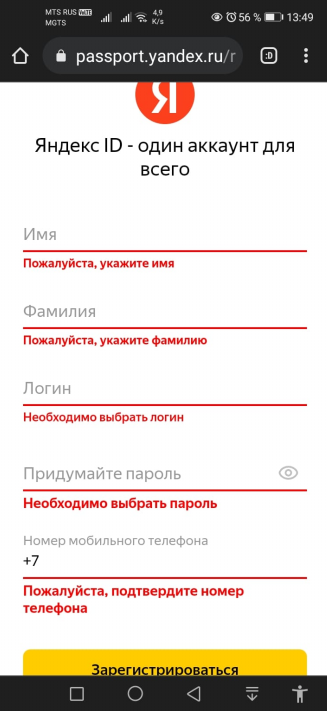 MTS RUS VoLTE
MGTS
4,9
K/s
56 %
13:49
passport.yandex.ru/r
:D
Я
Яндекс ID - один аккаунт для
всего
Имя
Пожалуйста, укажите имя
Фамилия
Пожалуйста, укажите фамилию
Логин
Необходимо выбрать логин
Придумайте пароль
Необходимо выбрать пароль
Номер мобильного телефона
+7
Пожалуйста, подтвердите номер
телефона
Зарегистрироваться